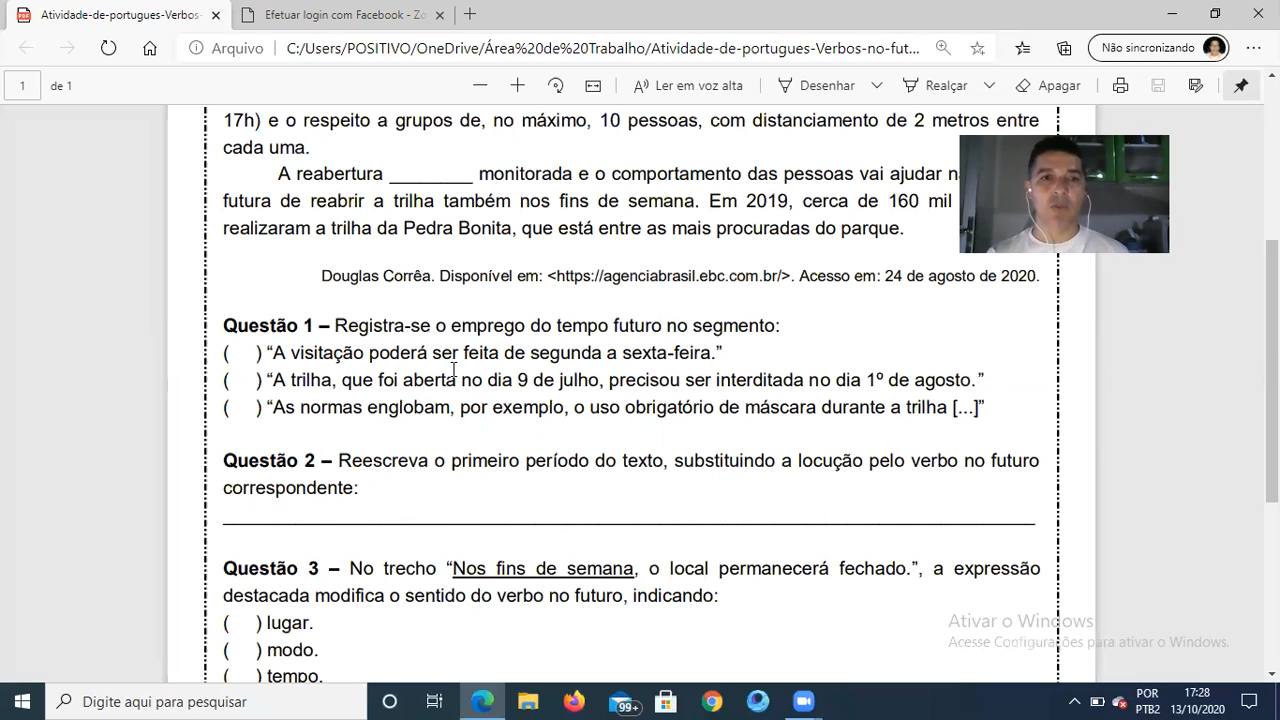 Atividade-de-portugues-Verbos-
Efetuar login com Facebook - Zo
Arquivo
C:/Users/POSITIVO/OneDrive/Área%20de%20Trabalho/Atividade-de-portugues-Verbos-no-fut...
Não sincronizando
1 de 1
Ler em voz alta
Desenhar
Realçar
Apagar
17h) e o respeito a grupos de, no máximo, 10 pessoas, com distanciamento de 2 metros entre
cada uma.
A reabertura ________ monitorada e o comportamento das pessoas vai ajudar
futura de reabrir a trilha também nos fins de semana. Em 2019, cerca de 160 mil
realizaram a trilha da Pedra Bonita, que está entre as mais procuradas do parque.
Douglas Corrêa. Disponível em: <https://agenciabrasil.ebc.com.br/>. Acesso em: 24 de agosto de 2020.
Questão 1 – Registra-se o emprego do tempo futuro no segmento:
( ) “A visitação poderá ser feita de segunda a sexta-feira.”
( ) “A trilha, que foi aberta no dia 9 de julho, precisou ser interditada no dia 1º de agosto.”
( ) “As normas englobam, por exemplo, o uso obrigatório de máscara durante a trilha [...]”
Questão 2 – Reescreva o primeiro período do texto, substituindo a locução pelo verbo no futuro
correspondente:
Questão 3 – No trecho “Nos fins de semana, o local permanecerá fechado.”, a expressão
destacada modifica o sentido do verbo no futuro, indicando:
( ) lugar.
( ) modo.
( ) tempo.
Ativar o Windows
Acesse Configurações para ativar o Windows.
Digite aqui para pesquisar
99+
POR
PTB2
17:28
13/10/2020